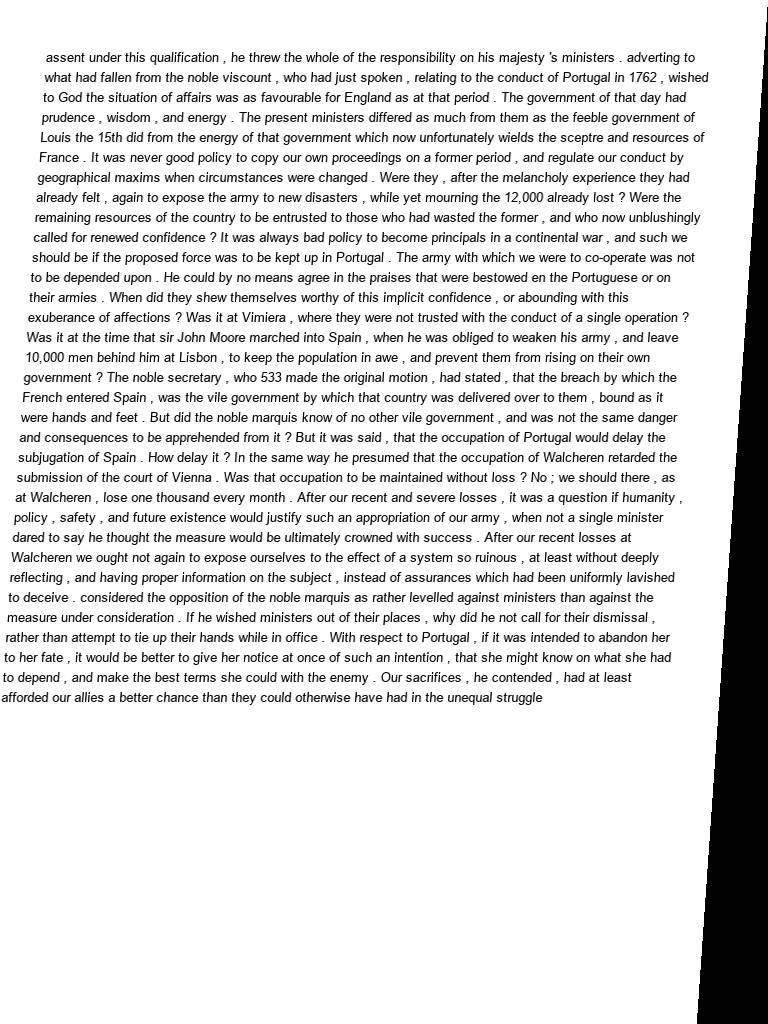 assent under this qualification , he threw the whole of the responsibility on his majesty 's ministers . adverting to
what had fallen from the noble viscount , who had just spoken , relating to the conduct of Portugal in 1762 , wished
to God the situation of affairs was as favourable for England as at that period . The government of that day had
prudence , wisdom , and energy . The present ministers differed as much from them as the feeble government of
Louis the 15th did from the energy of that government which now unfortunately wields the sceptre and resources of
France . It was never good policy to copy our own proceedings on a former period , and regulate our conduct by
geographical maxims when circumstances were changed . Were they , after the melancholy experience they had
already felt , again to expose the army to new disasters , while yet mourning the 12,000 already lost ? Were the
remaining resources of the country to be entrusted to those who had wasted the former , and who now unblushingly
called for renewed confidence ? It was always bad policy to become principals in a continental war , and such we
should be if the proposed force was to be kept up in Portugal . The army with which we were to co-operate was not
to be depended upon . He could by no means agree in the praises that were bestowed en the Portuguese or on
their armies . When did they shew themselves worthy of this implicit confidence , or abounding with this
exuberance of affections ? Was it at Vimiera , where they were not trusted with the conduct of a single operation ?
Was it at the time that sir John Moore marched into Spain , when he was obliged to weaken his army , and leave
10,000 men behind him at Lisbon , to keep the population in awe , and prevent them from rising on their own
government ? The noble secretary , who 533 made the original motion , had stated , that the breach by which the
French entered Spain , was the vile government by which that country was delivered over to them , bound as it
were hands and feet . But did the noble marquis know of no other vile government , and was not the same danger
and consequences to be apprehended from it ? But it was said , that the occupation of Portugal would delay the
subjugation of Spain . How delay it ? In the same way he presumed that the occupation of Walcheren retarded the
submission of the court of Vienna . Was that occupation to be maintained without loss ? No ; we should there , as
at Walcheren , lose one thousand every month . After our recent and severe losses , it was a question if humanity ,
policy , safety , and future existence would justify such an appropriation of our army , when not a single minister
dared to say he thought the measure would be ultimately crowned with success . After our recent losses at
Walcheren we ought not again to expose ourselves to the effect of a system so ruinous , at least without deeply
reflecting , and having proper information on the subject , instead of assurances which had been uniformly lavished
to deceive . considered the opposition of the noble marquis as rather levelled against ministers than against the
measure under consideration . If he wished ministers out of their places , why did he not call for their dismissal ,
rather than attempt to tie up their hands while in office . With respect to Portugal , if it was intended to abandon her
to her fate , it would be better to give her notice at once of such an intention , that she might know on what she had
to depend , and make the best terms she could with the enemy . Our sacrifices , he contended , had at least
afforded our allies a better chance than they could otherwise have had in the unequal struggle